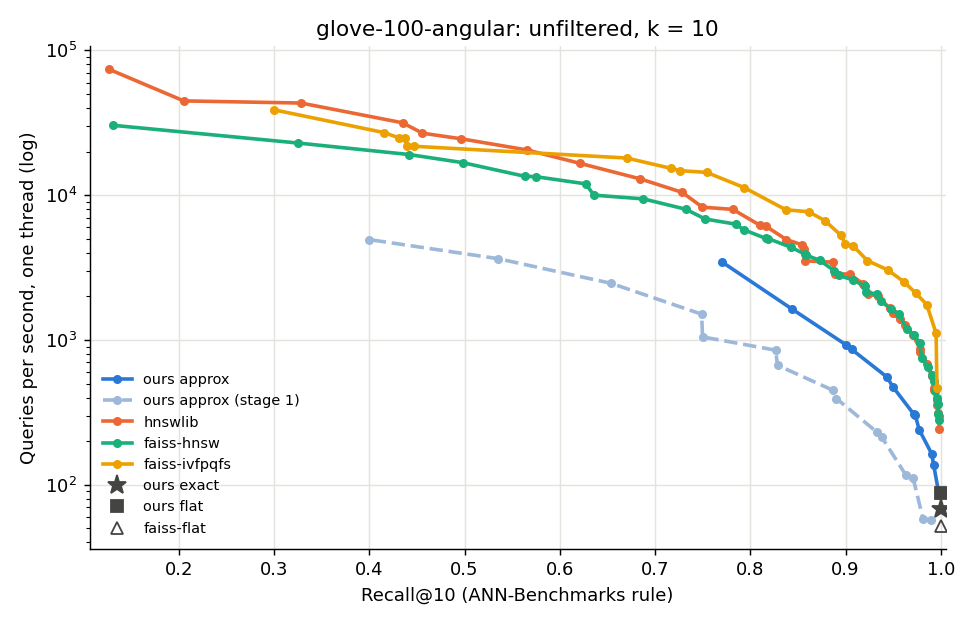 glove-100-angular: unfiltered, k = 10
Queries per second, one thread (log)
10^5
10^4
10^3
10^2
ours approx
ours approx (stage 1)
hnswlib
faiss-hnsw
faiss-ivfpqfs
ours exact
ours flat
faiss-flat
0.2 0.3 0.4 0.5 0.6 0.7 0.8 0.9 1.0
Recall@10 (ANN-Benchmarks rule)